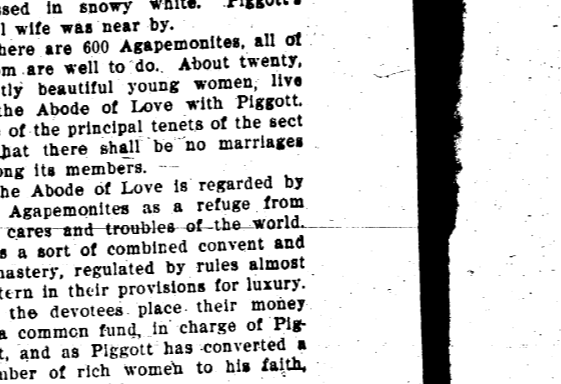 ssed in snowy white. Piggott's
l wife was near by.
here are 600 Agapemonites, all of
om are well to do. About twenty,
tly beautiful young women, live
the Abode of Love with Piggott.
of the principal tenets of the sect
hat there shall be no marriages
ong its members.
he Abode of Love is regarded by
Agapemonites as a refuge from
cares and troubles of the world.
s a sort of combined convent and
nastery, regulated by rules almost
tern in their provisions for luxury.
the devotees place their money
a common fund, in charge of Pig-
t, and as Piggott has converted a
mber of rich women to his faith,